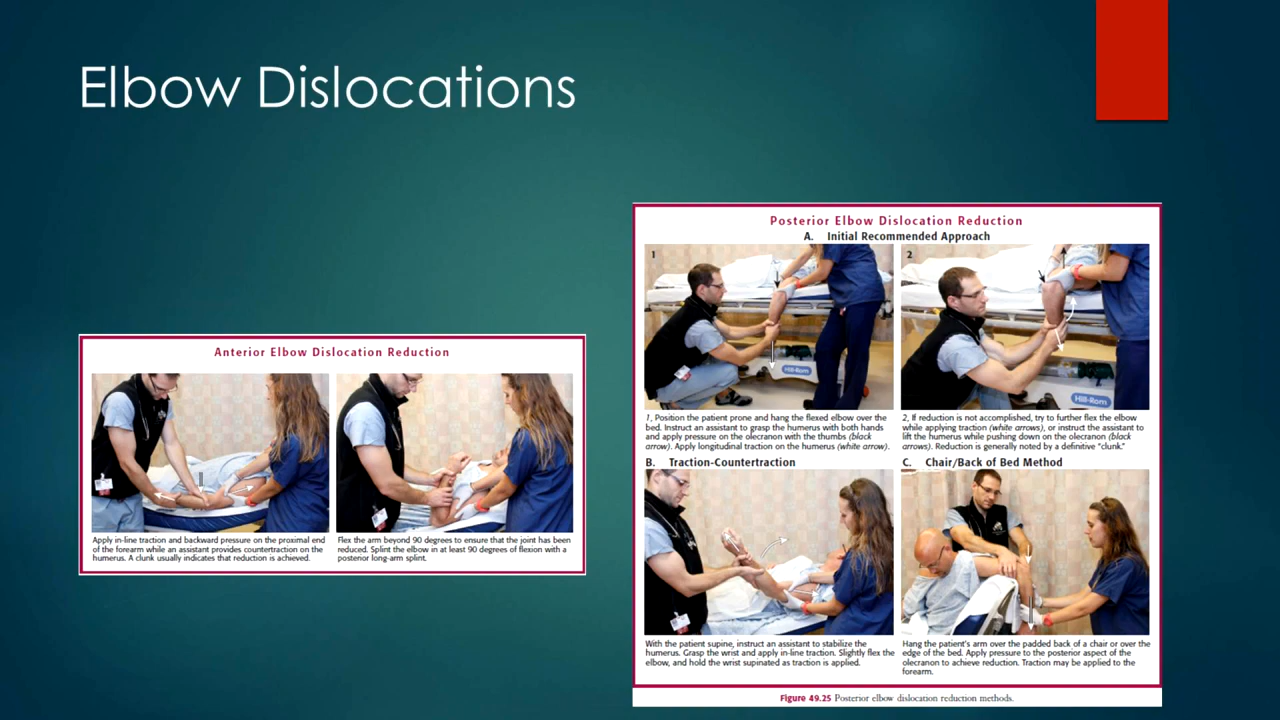 Elbow Dislocations
Anterior Elbow Dislocation Reduction
Apply in-line traction and backward pressure on the proximal end
of the forearm while an assistant provides countertraction on the
humerus. A clunk usually indicates that reduction is achieved.
Flex the arm beyond 90 degrees to ensure that the joint has been
reduced. Splint the elbow in at least 90 degrees of flexion with a
posterior long-arm splint.
Posterior Elbow Dislocation Reduction
A. Initial Recommended Approach
1
Hill-Rom
2
Hill-Rom
1, Position the patient prone and hang the flexed elbow over the
bed. Instruct an assistant to grasp the humerus with both hands
and apply pressure on the olecranon with the thumbs (black
arrow). Apply longitudinal traction on the humerus (white arrow).
2, If reduction is not accomplished, try to further flex the elbow
while applying traction (white arrows), or instruct the assistant to
lift the humerus while pushing down on the olecranon (black
arrows). Reduction is generally noted by a definitive "clunk."
B. Traction-Countertraction
C. Chair/Back of Bed Method
With the patient supine, instruct an assistant to stabilize the
humerus. Grasp the wrist and apply in-line traction. Slightly flex the
elbow, and hold the wrist supinated as traction is applied.
Hang the patient's arm over the padded back of a chair or over the
edge of the bed. Apply pressure to the posterior aspect of the
olecranon to achieve reduction. Traction may be applied to the
forearm.
Figure 49.25 Posterior elbow dislocation reduction methods.